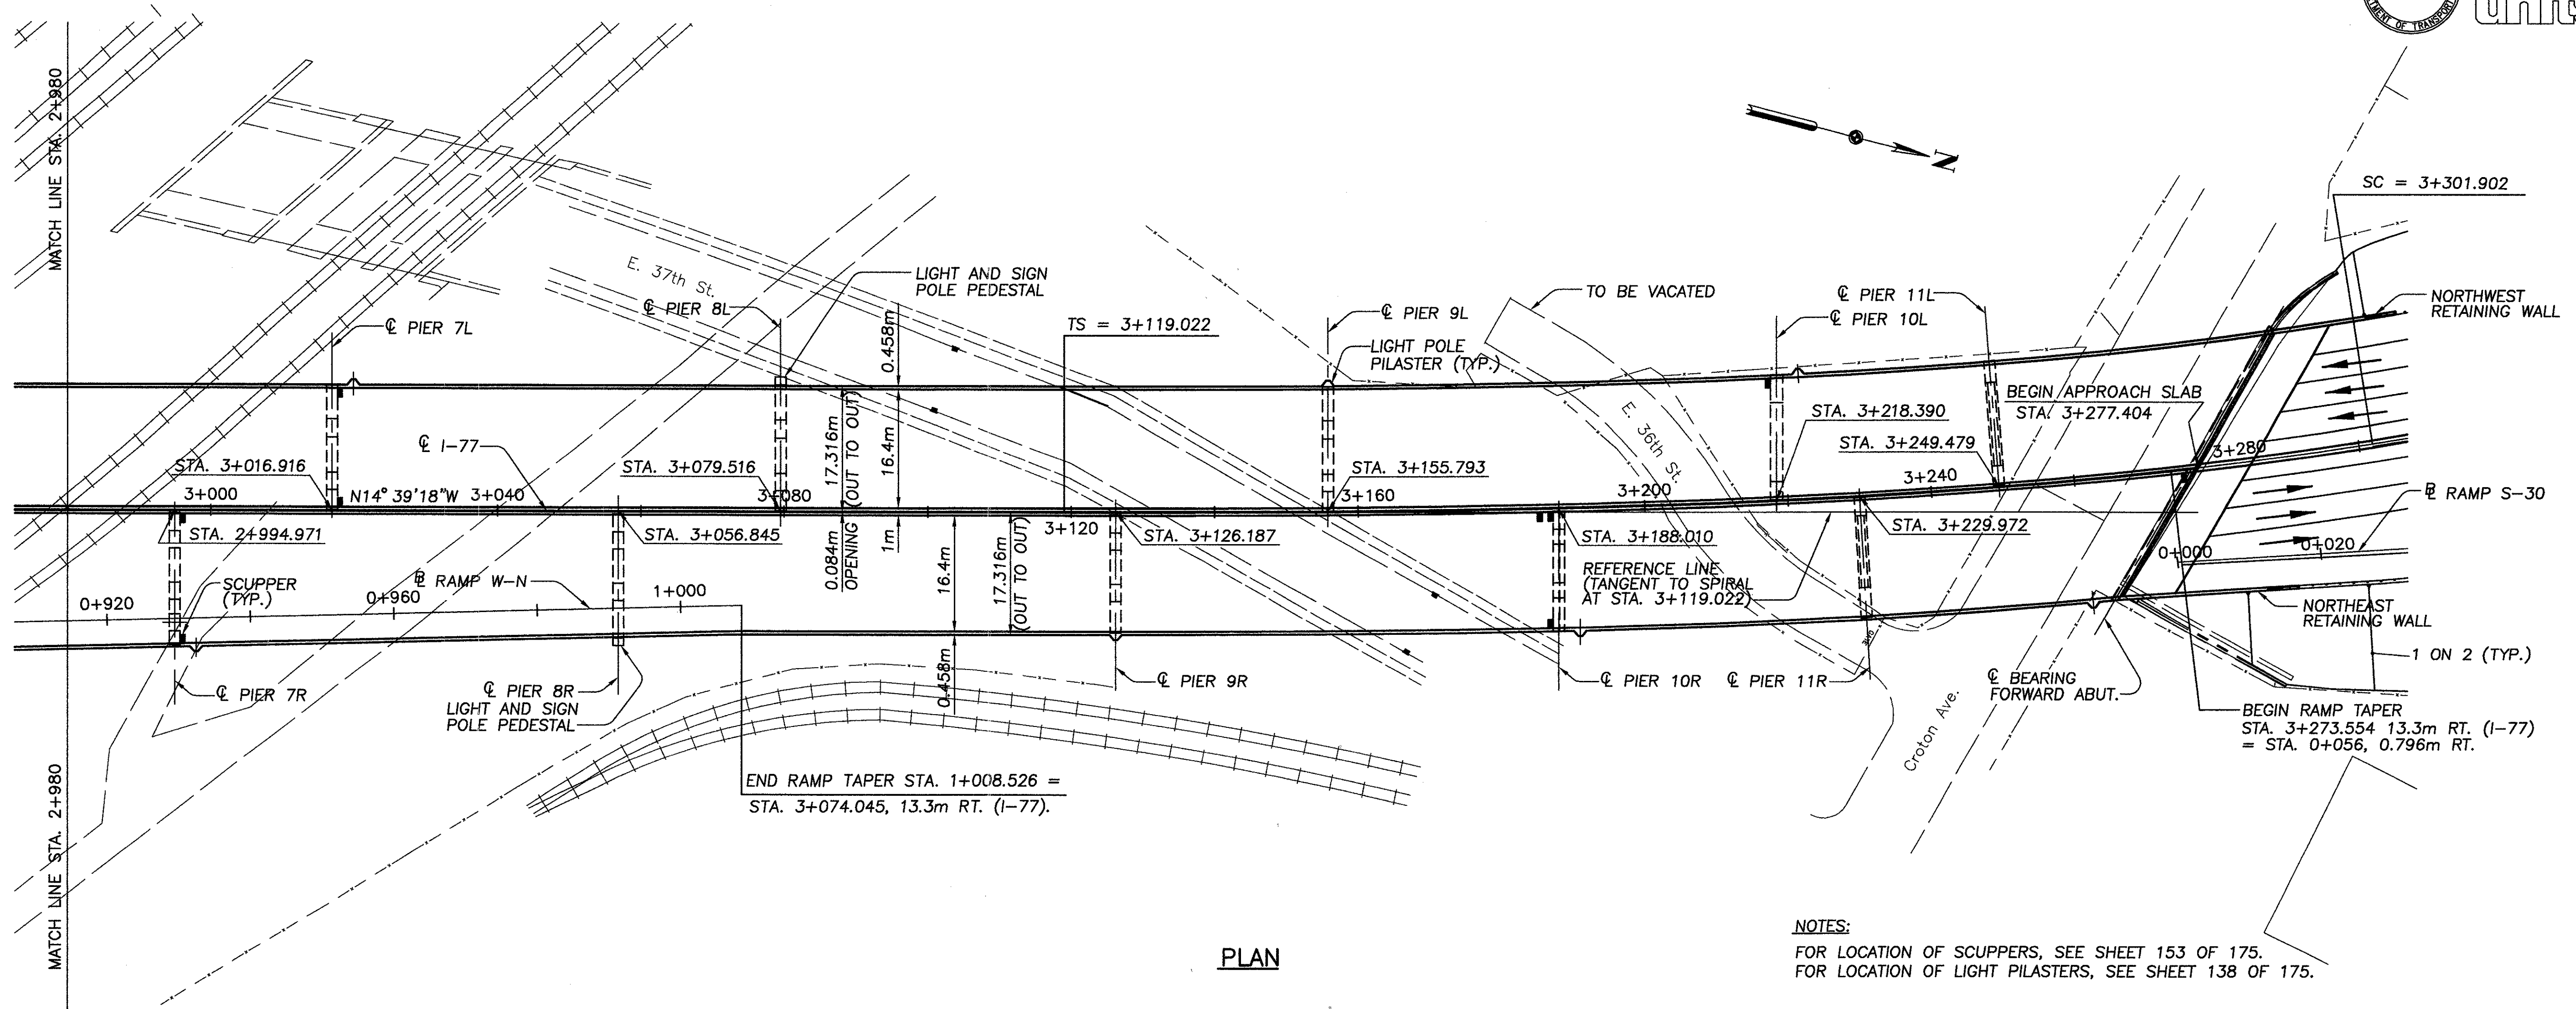 TMENT OF TRANSPORT
units
MATCH LINE STA. 2+980
N
SC = 3+301.902
E. 37th St.
LIGHT AND SIGN
POLE PEDESTAL
℄ PIER 8L
℄ PIER 7L
0.458m
TS = 3+119.022
℄ PIER 9L
LIGHT POLE
PILASTER (TYP.)
TO BE VACATED
℄ PIER 11L
℄ PIER 10L
NORTHWEST
RETAINING WALL
BEGIN APPROACH SLAB
STA. 3+277.404
E. 36th St.
STA. 3+218.390
STA. 3+249.479
℄ I-77
17.316m
(OUT TO OUT)
16.4m
STA. 3+016.916
STA. 3+079.516
STA. 3+155.793
3+000
N14° 39'18"W
3+040
3+080
3+120
3+160
3+200
3+240
3+280
STA. 2+994.971
STA. 3+056.845
0.084m
OPENING
1m
STA. 3+126.187
STA. 3+188.010
STA. 3+229.972
REFERENCE LINE
(TANGENT TO SPIRAL
AT STA. 3+119.022)
16.4m
17.316m
(OUT TO OUT)
SCUPPER
(TYP.)
B̲L RAMP W-N
0+920
0+960
1+000
0+000
0+020
BL RAMP S-30
NORTHEAST
RETAINING WALL
1 ON 2 (TYP.)
0.458m
℄ PIER 7R
℄ PIER 8R
LIGHT AND SIGN
POLE PEDESTAL
℄ PIER 9R
℄ PIER 10R
℄ PIER 11R
℄ BEARING
FORWARD ABUT.
Croton Ave.
BEGIN RAMP TAPER
STA. 3+273.554 13.3m RT. (I-77)
= STA. 0+056, 0.796m RT.
END RAMP TAPER STA. 1+008.526 =
STA. 3+074.045, 13.3m RT. (I-77).
MATCH LINE STA. 2+980
PLAN
NOTES:
FOR LOCATION OF SCUPPERS, SEE SHEET 153 OF 175.
FOR LOCATION OF LIGHT PILASTERS, SEE SHEET 138 OF 175.